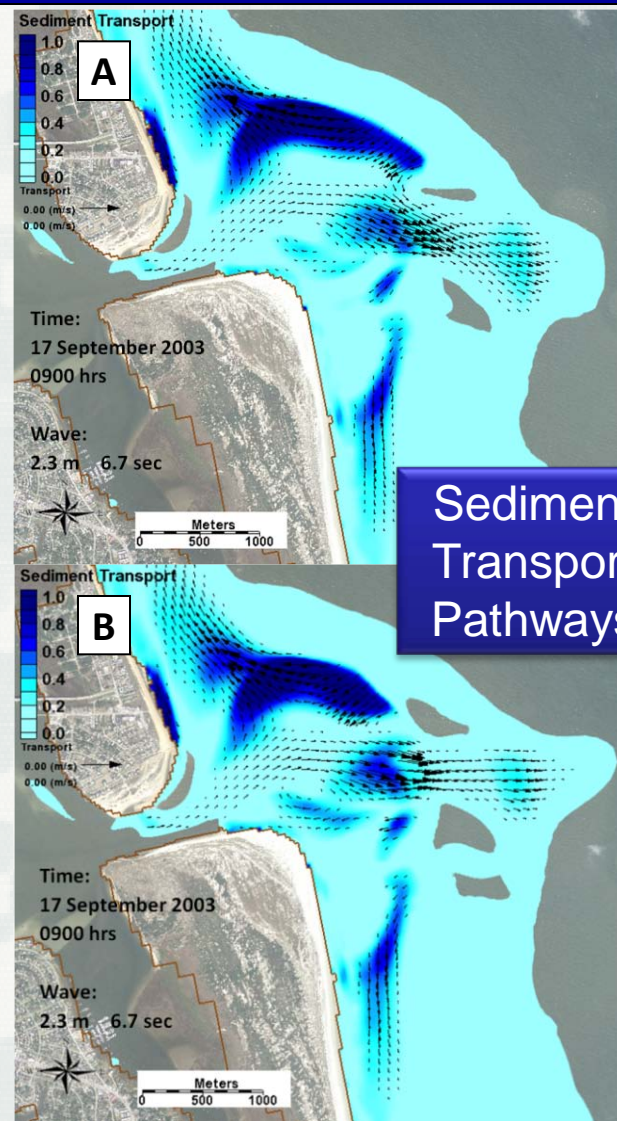 Sediment Transport
1.0
0.8
0.6
0.4
0.2
0.0
Transport
0.00 (m/s)
0.00 (m/s)
A
Time:
17 September 2003
0900 hrs
Wave:
2.3 m 6.7 sec
Meters
0 500 1000
Sedimen
Transpor
Pathways
Sediment Transport
1.0
0.8
0.6
0.4
0.2
0.0
Transport
0.00 (m/s)
0.00 (m/s)
B
Time:
17 September 2003
0900 hrs
Wave:
2.3 m 6.7 sec
Meters
0 500 1000